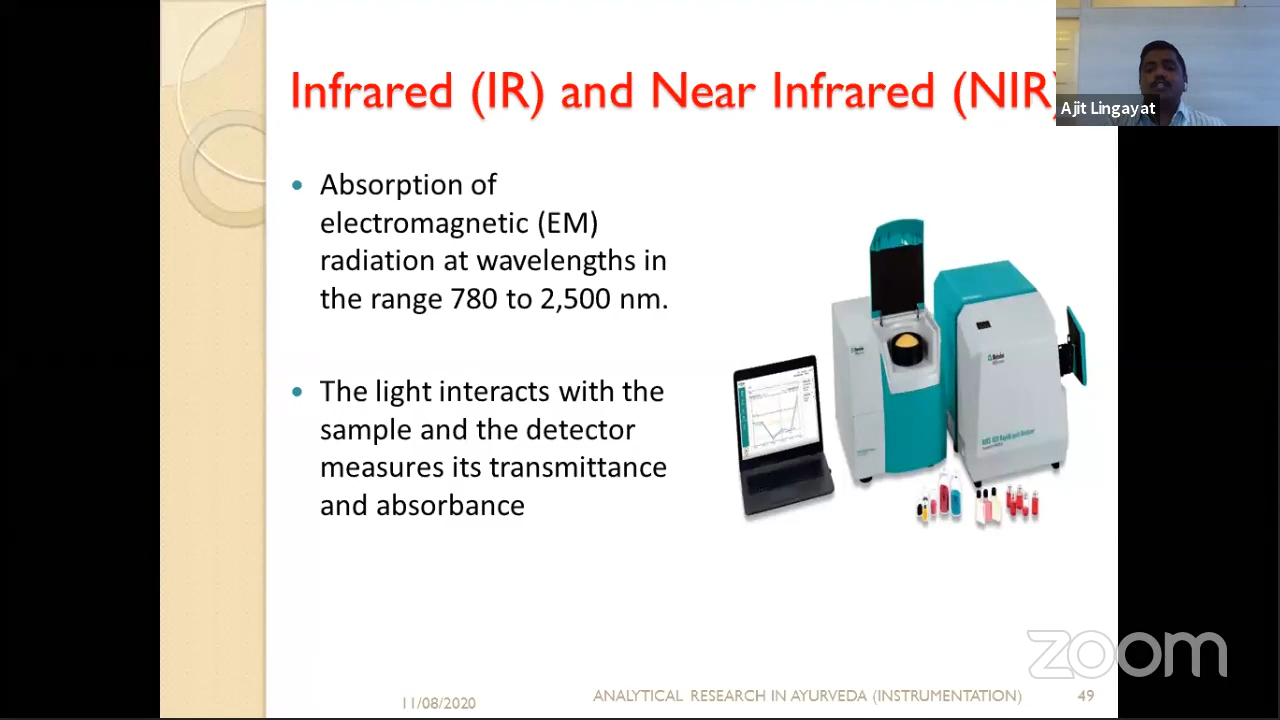 Infrared (IR) and Near Infrared (NIR)
Ajit Lingayat
• Absorption of
electromagnetic (EM)
radiation at wavelengths in
the range 780 to 2,500 nm.
• The light interacts with the
sample and the detector
measures its transmittance
and absorbance
zoom
11/08/2020
ANALYTICAL RESEARCH IN AYURVEDA (INSTRUMENTATION)
49